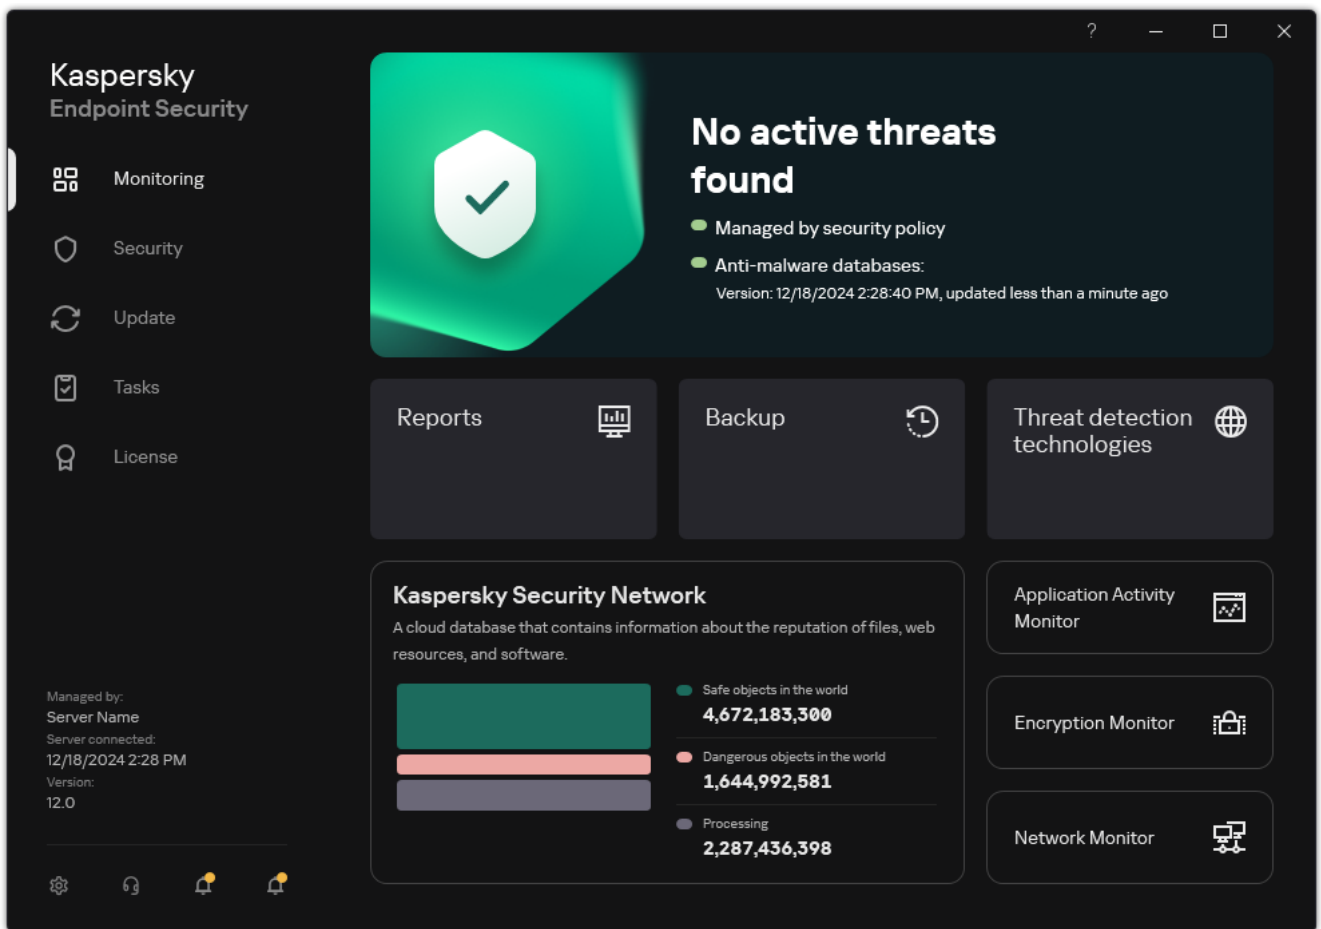 ?
Kaspersky
Endpoint Security
Monitoring
Security
Update
Tasks
License
Managed by:
Server Name
Server connected:
12/18/2024 2:28 PM
Version:
12.0
No active threats
found
Managed by security policy
Anti-malware databases:
Version: 12/18/2024 2:28:40 PM, updated less than a minute ago
Reports
Backup
Threat detection
technologies
Kaspersky Security Network
A cloud database that contains information about the reputation of files, web
resources, and software.
Safe objects in the world
4,672,183,300
Dangerous objects in the world
1,644,992,581
Processing
2,287,436,398
Application Activity
Monitor
Encryption Monitor
Network Monitor